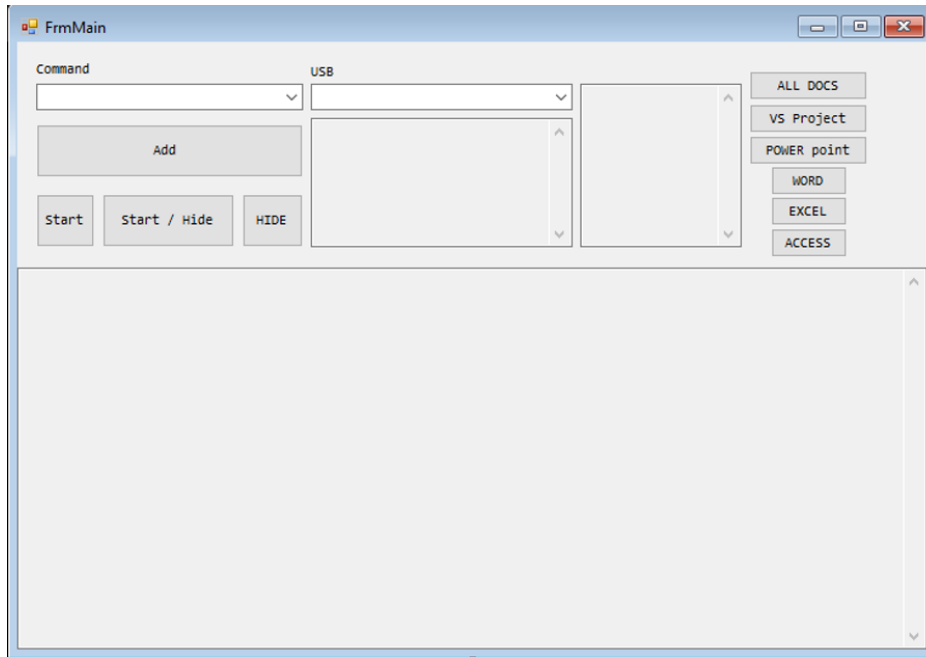 FrmMain
Command
USB
ALL DOCS
VS Project
POWER point
Add
WORD
Start
Start / Hide
HIDE
EXCEL
ACCESS